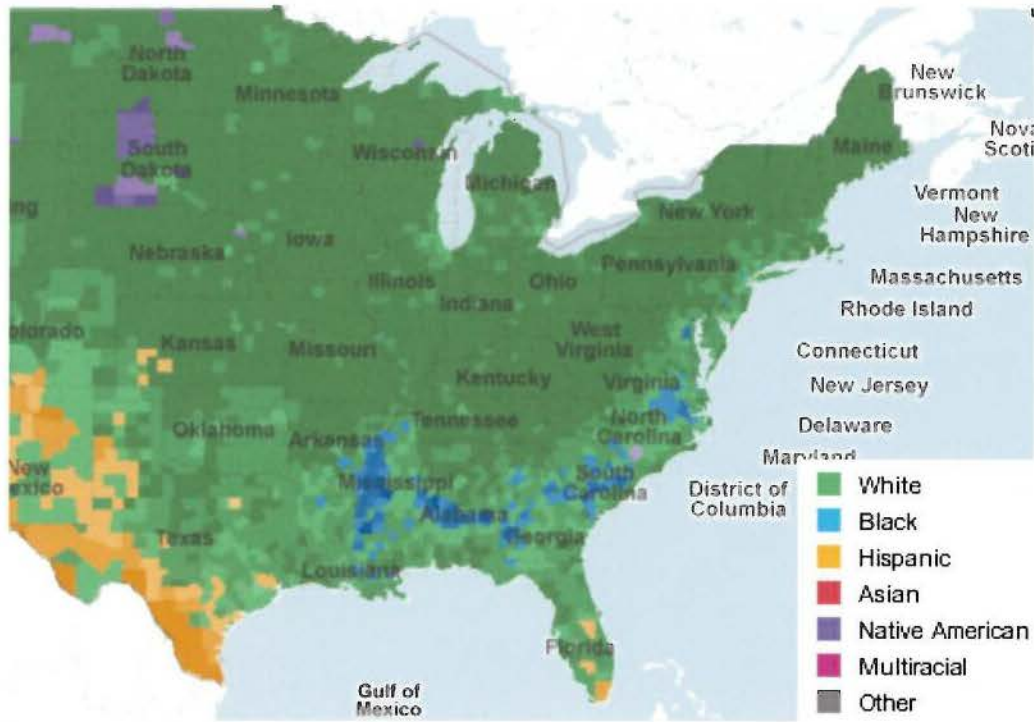 North
Dakota
Minnesota
New
Brunswick
South
Dakota
Wisconsin
Michigan
Maine
Nova
Scoti
ng
New York
Vermont
New
Hampshire
Nebraska
Iowa
Illinois
Indiana
Ohio
Pennsylvania
Massachusetts
Rhode Island
olorado
Kansas
Missouri
West
Virginia
Kentucky
Virginia
Connecticut
New Jersey
Oklahoma
Arkansas
Tennessee
North
Carolina
Delaware
Maryland
New
exico
Mississippi
South
Carolina
District of
Columbia
Texas
Alabama
Georgia
Louisiana
Florida
Gulf of
Mexico
White
Black
Hispanic
Asian
Native American
Multiracial
Other